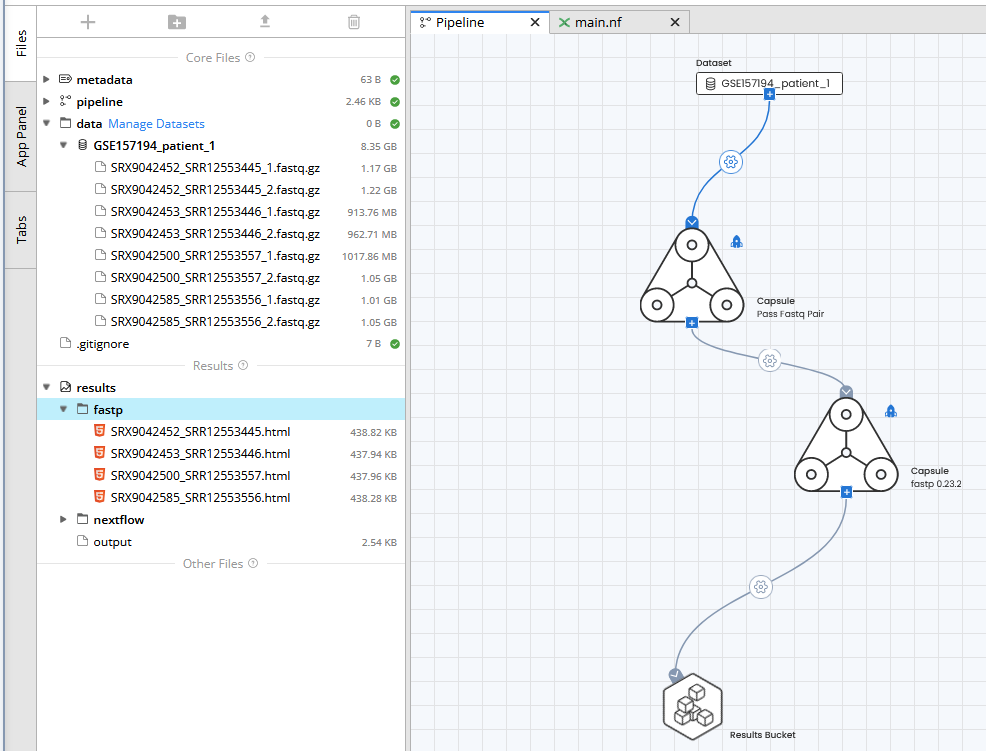 Files
App Panel
Tabs
Core Files
metadata 63 B
pipeline 2.46 KB
data Manage Datasets 0 B
GSE157194_patient_1 8.35 GB
SRX9042452_SRR12553445_1.fastq.gz 1.17 GB
SRX9042452_SRR12553445_2.fastq.gz 1.22 GB
SRX9042453_SRR12553446_1.fastq.gz 913.76 MB
SRX9042453_SRR12553446_2.fastq.gz 962.71 MB
SRX9042500_SRR12553557_1.fastq.gz 1017.86 MB
SRX9042500_SRR12553557_2.fastq.gz 1.05 GB
SRX9042585_SRR12553556_1.fastq.gz 1.01 GB
SRX9042585_SRR12553556_2.fastq.gz 1.05 GB
.gitignore 7 B
Results
results
fastp
SRX9042452_SRR12553445.html 438.82 KB
SRX9042453_SRR12553446.html 437.94 KB
SRX9042500_SRR12553557.html 437.96 KB
SRX9042585_SRR12553556.html 438.28 KB
nextflow
output 2.54 KB
Other Files
Pipeline
main.nf
Dataset
GSE157194_patient_1
Capsule
Pass Fastq Pair
Capsule
fastp 0.23.2
Results Bucket